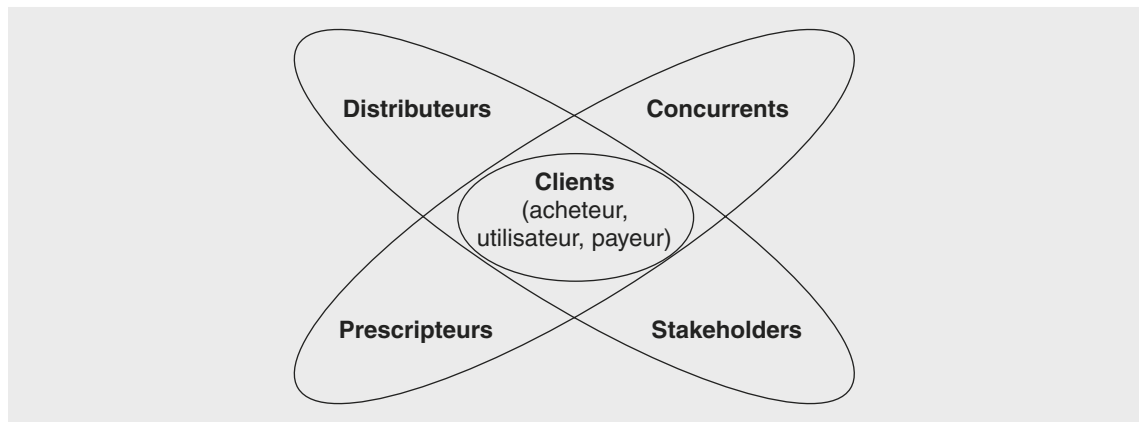 Distributeurs
Concurrents
Clients
(acheteur,
utilisateur, payeur)
Prescripteurs
Stakeholders